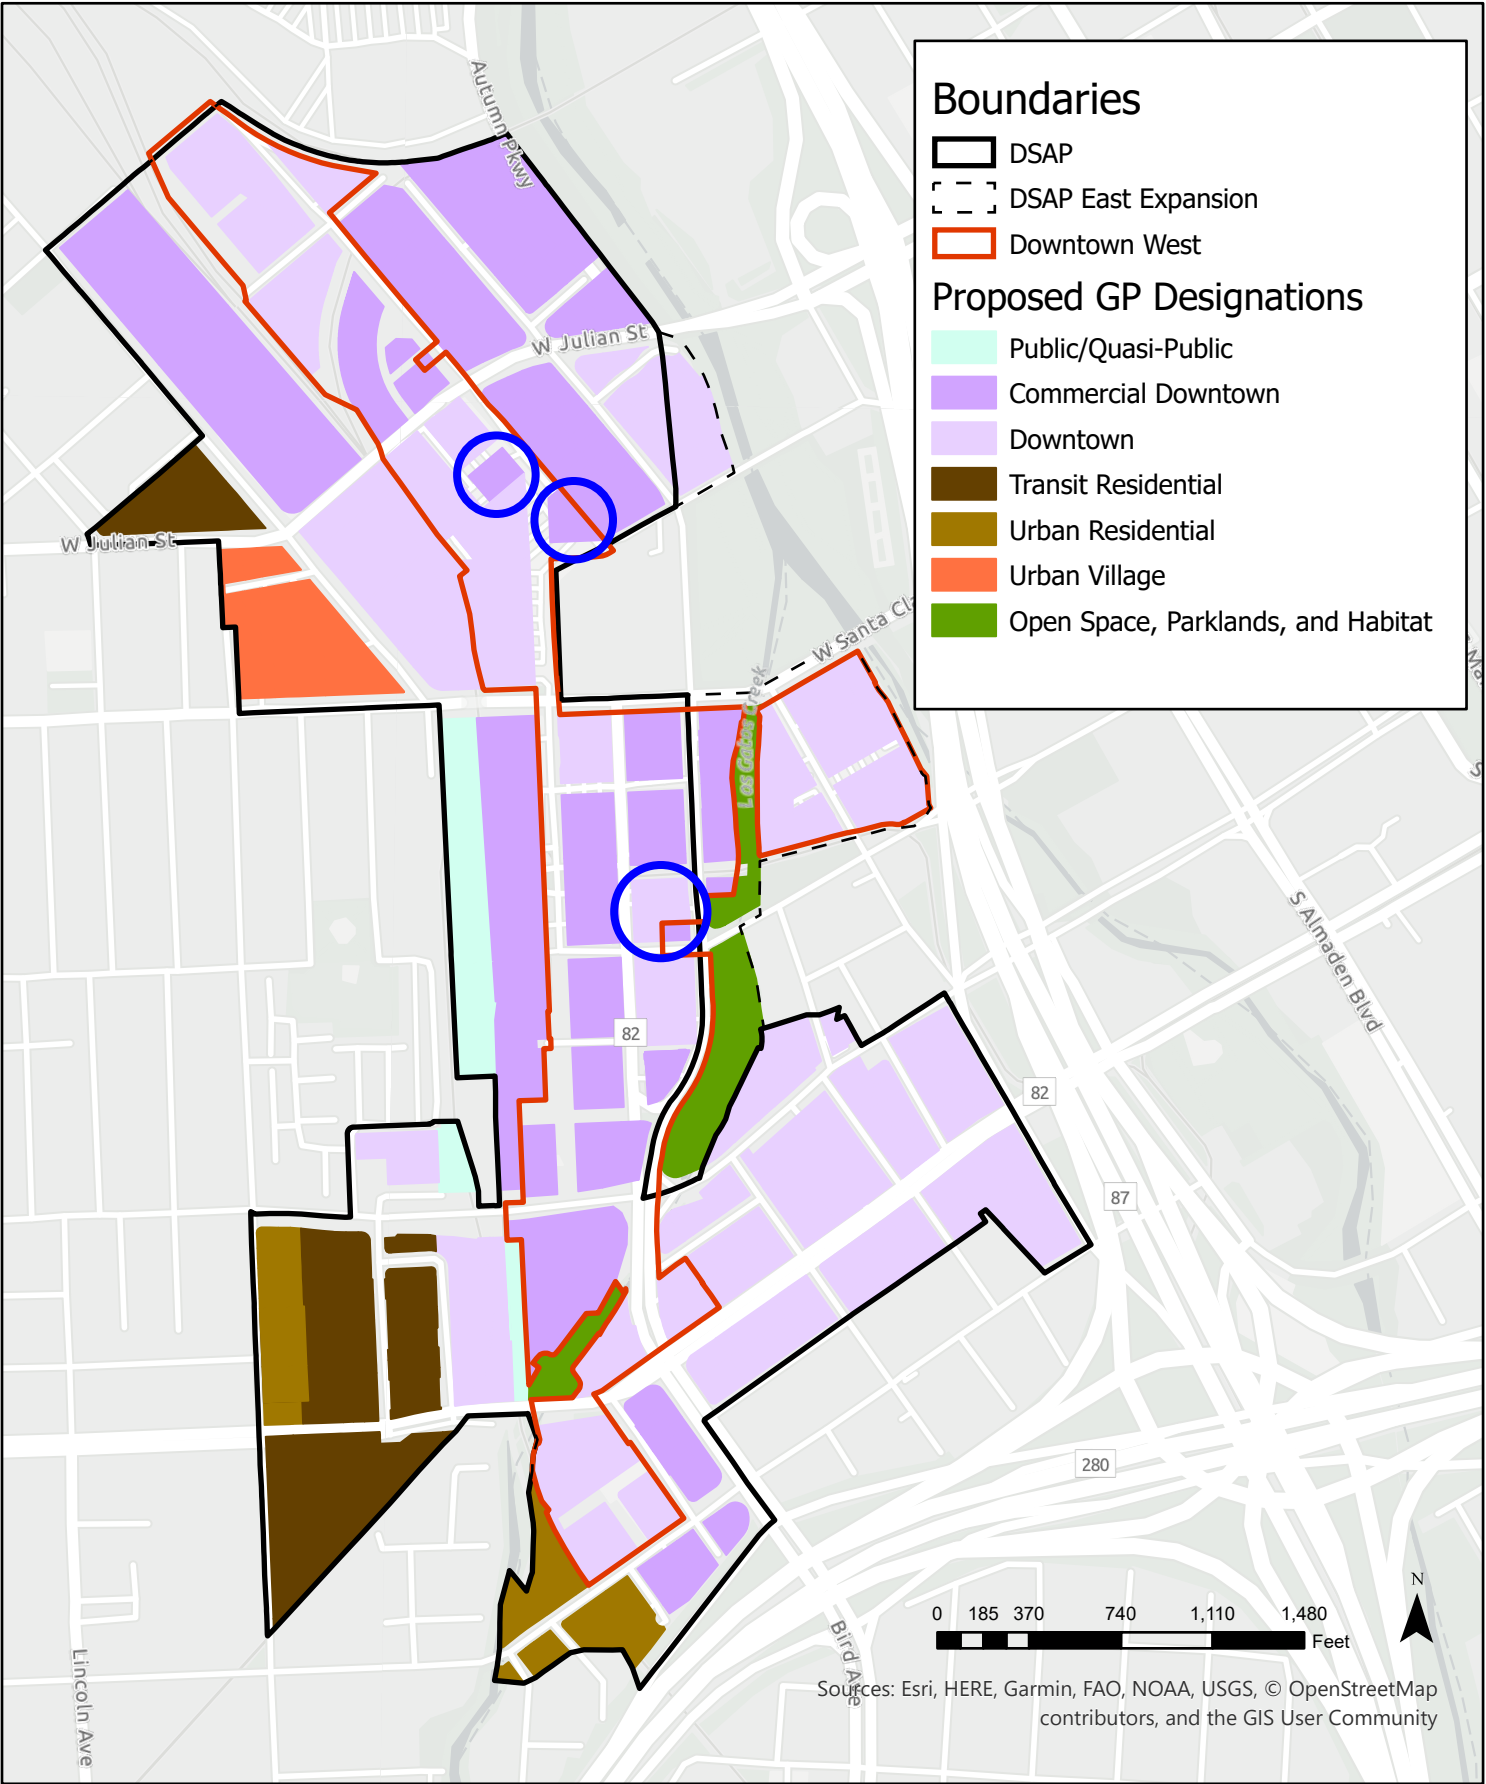 Boundaries
DSAP
DSAP East Expansion
Downtown West
Proposed GP Designations
Public/Quasi-Public
Commercial Downtown
Downtown
Transit Residential
Urban Residential
Urban Village
Open Space, Parklands, and Habitat
Autumn Pkwy
W Julian St
W Julian St
W Santa Cla
Los Gatos Creek
S Almaden Blvd
82
82
87
280
Bird Ave
Lincoln Ave
N
0 185 370 740 1,110 1,480
Feet
Sources: Esri, HERE, Garmin, FAO, NOAA, USGS, © OpenStreetMap
contributors, and the GIS User Community